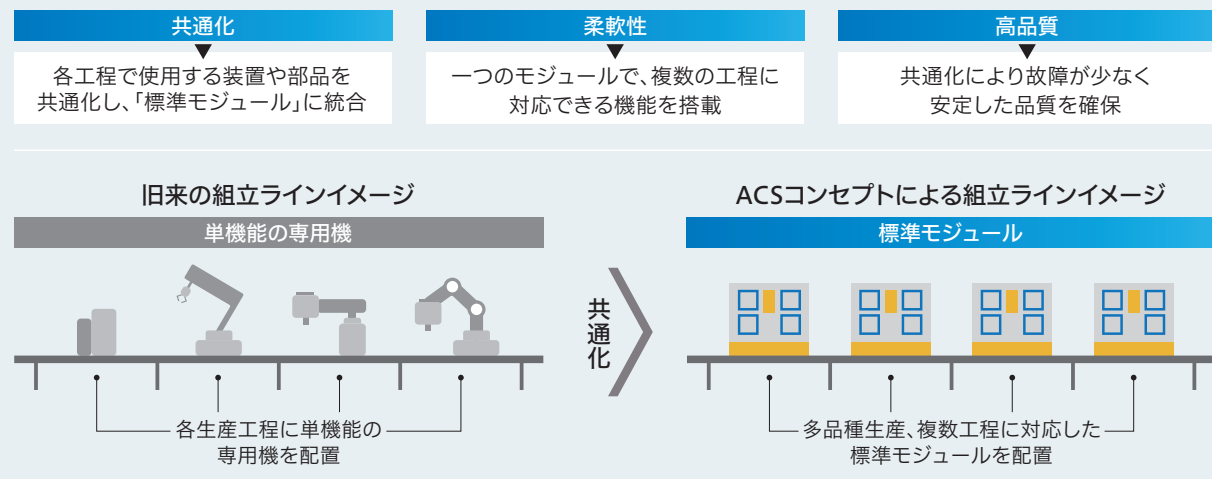 共通化
各工程で使用する装置や部品を
共通化し、「標準モジュール」に統合
柔軟性
一つのモジュールで、複数の工程に
対応できる機能を搭載
高品質
共通化により故障が少なく
安定した品質を確保
旧来の組立ラインイメージ
単機能の専用機
各生産工程に単機能の
専用機を配置
共通化
ACSコンセプトによる組立ラインイメージ
標準モジュール
多品種生産、複数工程に対応した
標準モジュールを配置